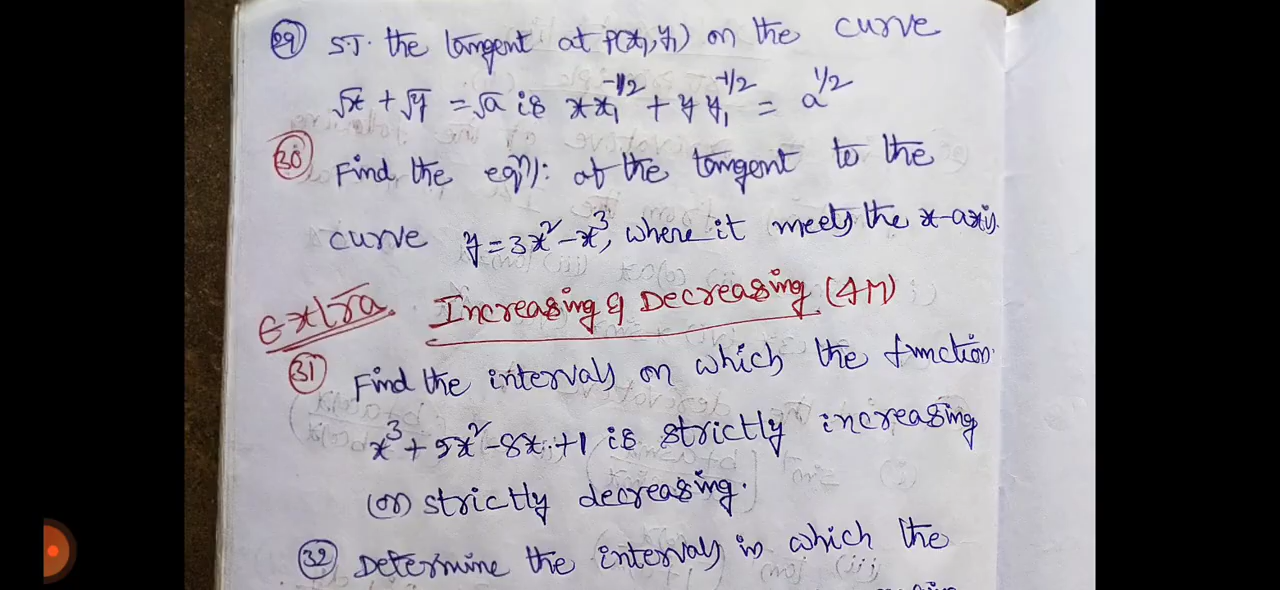 29 S.T. the tangent at P(x₁, y₁) on the curve
√x + √y = √a is x x₁^-1/2 + y y₁^-1/2 = a^1/2
30 Find the eqn: of the tangent to the
curve y = 3x² - x³, where it meets the x-axis.
Extra. Increasing & Decreasing (4M)
31 Find the intervals on which the function
x³ + 5x² - 8x + 1 is strictly increasing
(or) strictly decreasing.
32 Determine the intervals in which the